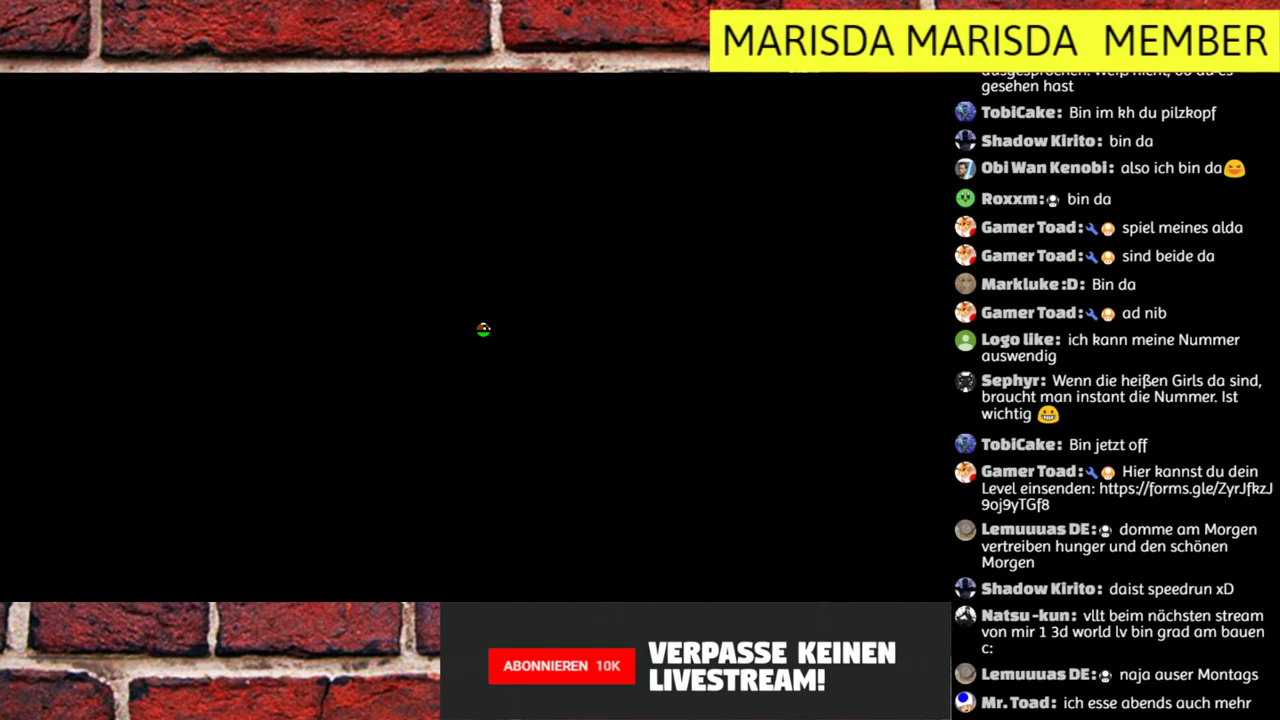 MARISDA MARISDA MEMBER
gesehen hast
TobiCake: Bin im kh du pilzkopf
Shadow Kirito: bin da
Obi Wan Kenobi: also ich bin da
Roxxm: bin da
Gamer Toad: spiel meines alda
Gamer Toad: sind beide da
Markluke :D: Bin da
Gamer Toad: ad nib
Logo like: ich kann meine Nummer
auswendig
Sephyr: Wenn die heißen Girls da sind,
braucht man instant die Nummer. Ist
wichtig
TobiCake: Bin jetzt off
Gamer Toad: Hier kannst du dein
Level einsenden: https://forms.gle/ZyrJfkzJ
9oj9yTGf8
Lemuuuas DE: domme am Morgen
vertreiben hunger und den schönen
Morgen
Shadow Kirito: daist speedrun xD
Natsu -kun: vllt beim nächsten stream
von mir 1 3d world lv bin grad am bauen
c:
Lemuuuas DE: naja auser Montags
Mr. Toad: ich esse abends auch mehr
ABONNIEREN 10K
VERPASSE KEINEN
LIVESTREAM!